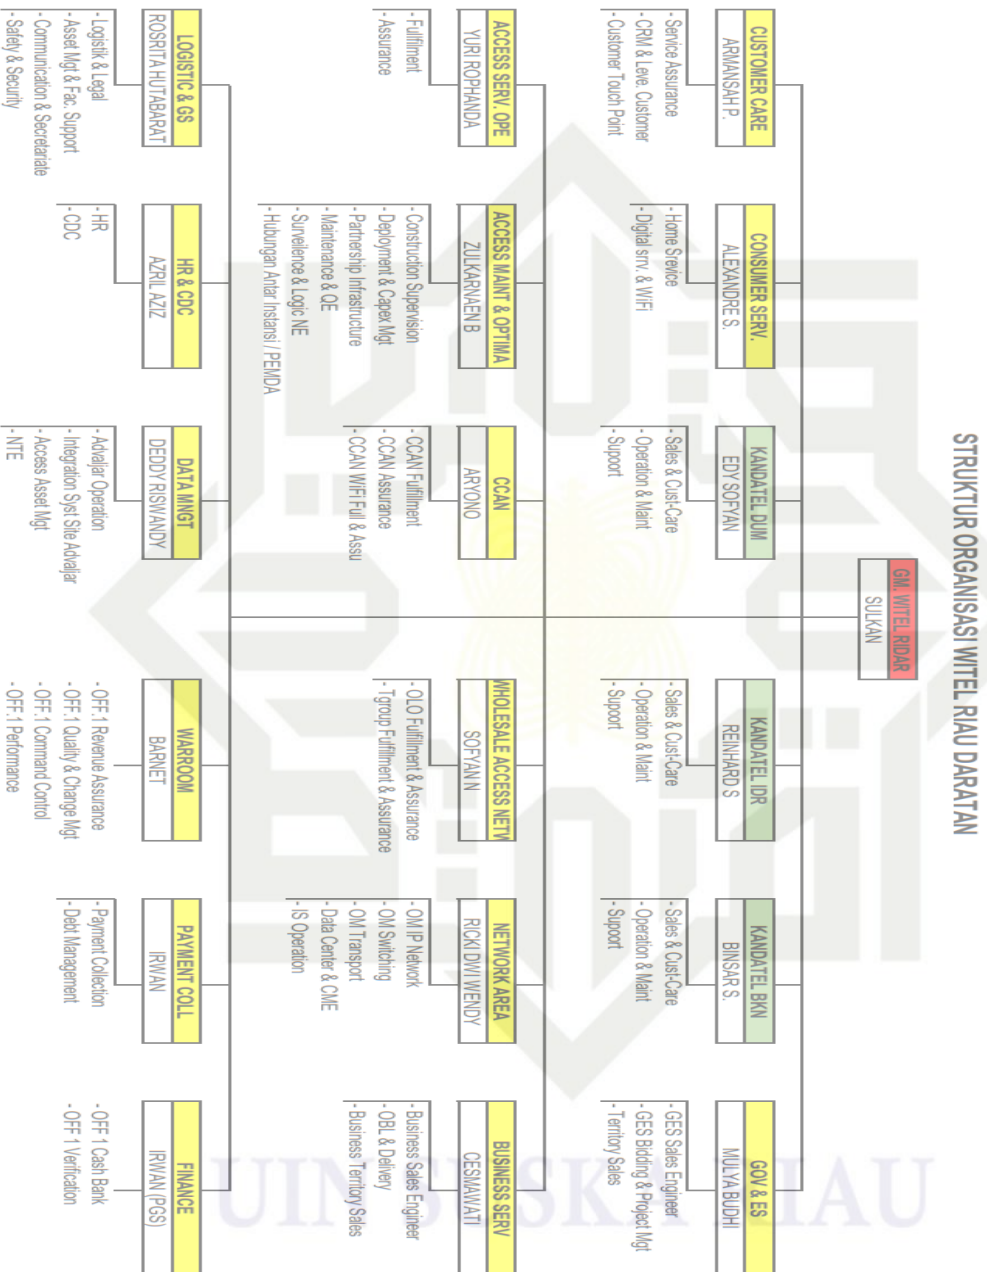 STRUKTUR ORGANISASI WITEL RIAU DARATAN
GM. WITEL RIDAR
SULKAN
CUSTOMER CARE
ARMANSAH P.
- Service Assurance
- CRM & Leve. Customer
- Customer Touch Point
CONSUMER SERV.
ALEXANDRE S.
- Home Srevice
- Digital srrv. & WiFi
KANDATEL DUM
EDY SOFYAN
- Sales & Cust-Care
- Operation & Maint
- Support
KANDATEL IDR
REINHARD S
- Sales & Cust-Care
- Operation & Maint
- Support
KANDATEL BKN
BINSAR S.
- Sales & Cust-Care
- Operation & Maint
- Support
GOV & ES
MULYA BUDHI
- GES Sales Engineer
- GES Bidding & Project Mgt
- Territory Sales
ACCESS SERV. OPE
YURI ROPHANDA
- Fullfilment
- Assurance
ACCESS MAINT & OPTIMA
ZULKARNAEN B
- Construction Supervision
- Deployment & Capex Mgt
- Partnership Infrastructure
- Maintenance & QE
- Surveilence & Logic NE
- Hubungan Antar Instansi / PEMDA
CCAN
ARYONO
- CCAN Fulfillment
- CCAN Assurance
- CCAN WiFi Ful & Assu
WHOLESALE ACCESS NETW
SOFYAN N
- OLO Fulfillment & Assurance
- Tgroup Fulfillment & Assurance
NETWORK AREA
RICKI DWI WENDY
- OM IP Network
- OM Switching
- OM Transport
- Data Center & CME
- IS Operation
BUSINESS SERV
CESMAWATI
- Business Sales Engineer
- OBL & Delivery
- Business Territory Sales
LOGISTIC & GS
ROSRITA HUTABARAT
- Logistik & Legal
- Asset Mgt & Fac. Support
- Communication & Secretariate
- Safety & Security
HR & CDC
AZRIL AZIZ
- HR
- CDC
DATA MNGT
DEDDY RISWANDY
- Advaljar Operation
- Integration Syst Site Advaljar
- Access Asset Mgt
- NTE
WARROOM
BARNET
- OFF.1 Revenue Assurance
- OFF.1 Quality & Change Mgt
- OFF.1 Command Control
- OFF.1 Performance
PAYMENT COLL
IRWAN
- Payment Collection
- Debt Management
FINANCE
IRWAN (PGS)
- OFF 1 Cash Bank
- OFF 1 Verification
UIN SUSKA RIAU